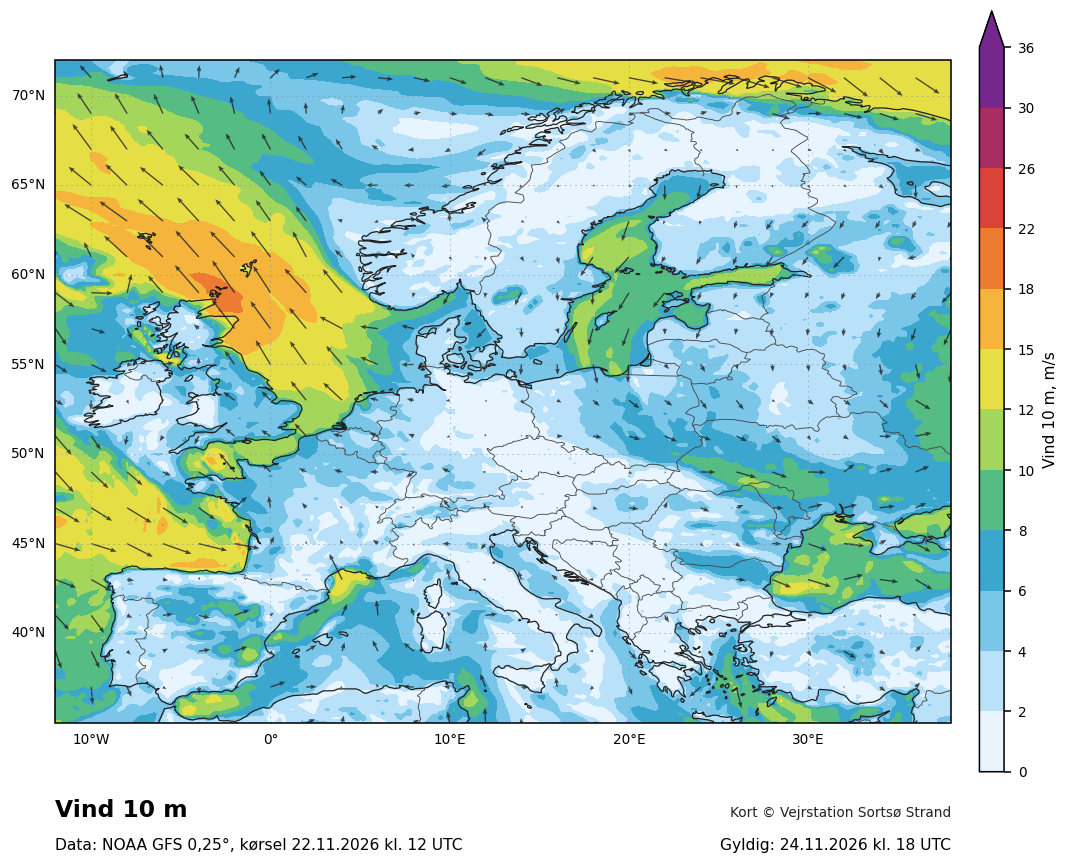 36
30
26
22
18
15
12
10
8
6
4
2
0
Vind 10 m, m/s
70°N
65°N
60°N
55°N
50°N
45°N
40°N
10°W
0°
10°E
20°E
30°E
Vind 10 m
Kort © Vejrstation Sortsø Strand
Data: NOAA GFS 0,25°, kørsel 22.11.2026 kl. 12 UTC
Gyldig: 24.11.2026 kl. 18 UTC